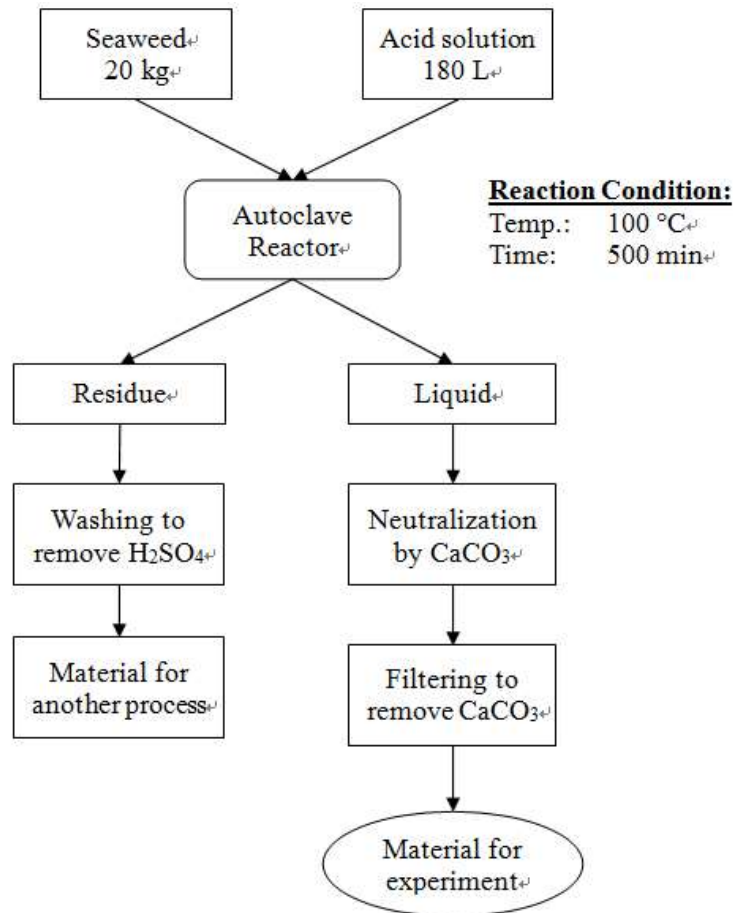 Seaweed↵
20 kg↵
Acid solution
180 L↵
Autoclave
Reactor↵
Reaction Condition:
Temp.: 100 °C↵
Time: 500 min↵
Residue↵
Liquid↵
Washing to
remove H₂SO₄↵
Neutralization
by CaCO₃↵
Material for
another process↵
Filtering to
remove CaCO₃↵
Material for
experiment↵